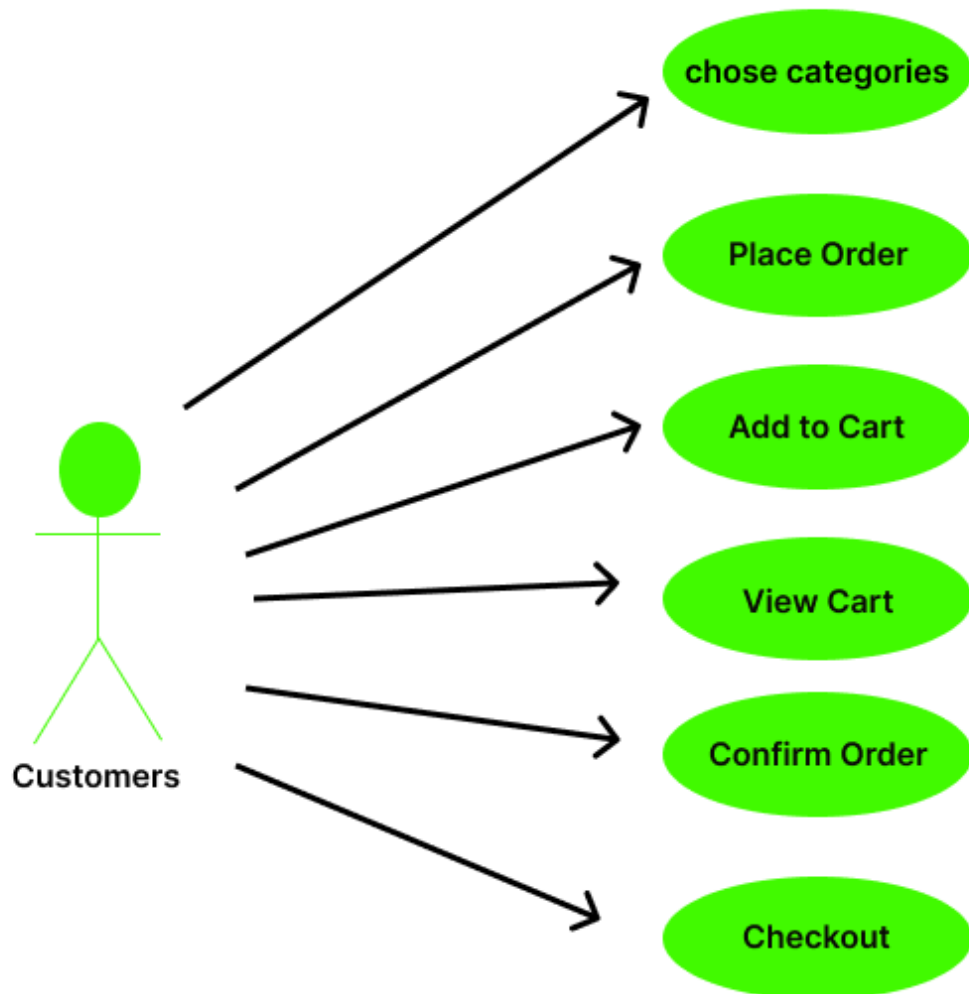 chose categories
Place Order
Add to Cart
View Cart
Confirm Order
Customers
Checkout